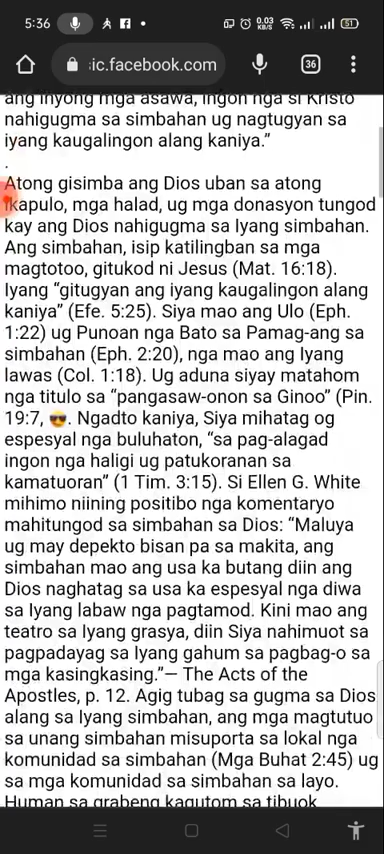 5:36
0.03
KB/S
51
sic.facebook.com
36
ang inyong mga asawa, ingon nga si Kristo
nahigugma sa simbahan ug nagtugyan sa
iyang kaugalingon alang kaniya.”
.
Atong gisimba ang Dios uban sa atong
ikapulo, mga halad, ug mga donasyon tungod
kay ang Dios nahigugma sa Iyang simbahan.
Ang simbahan, isip katilingban sa mga
magtotoo, gitukod ni Jesus (Mat. 16:18).
Iyang “gitugyan ang iyang kaugalingon alang
kaniya” (Efe. 5:25). Siya mao ang Ulo (Eph.
1:22) ug Punoan nga Bato sa Pamag-ang sa
simbahan (Eph. 2:20), nga mao ang Iyang
lawas (Col. 1:18). Ug aduna siyay matahom
nga titulo sa “pangasaw-onon sa Ginoo” (Pin.
19:7, 😎. Ngadto kaniya, Siya mihatag og
espesyal nga buluhaton, “sa pag-alagad
ingon nga haligi ug patukoranan sa
kamatuoran” (1 Tim. 3:15). Si Ellen G. White
mihimo niining positibo nga komentaryo
mahitungod sa simbahan sa Dios: “Maluya
ug may depekto bisan pa sa makita, ang
simbahan mao ang usa ka butang diin ang
Dios naghatag sa usa ka espesyal nga diwa
sa Iyang labaw nga pagtamod. Kini mao ang
teatro sa Iyang grasya, diin Siya nahimuot sa
pagpadayag sa Iyang gahum sa pagbag-o sa
mga kasingkasing.”— The Acts of the
Apostles, p. 12. Agig tubag sa gugma sa Dios
alang sa Iyang simbahan, ang mga magtutuo
sa unang simbahan misuporta sa lokal nga
komunidad sa simbahan (Mga Buhat 2:45) ug
sa mga komunidad sa simbahan sa layo.
Human sa grabeng kagutom sa tibuok